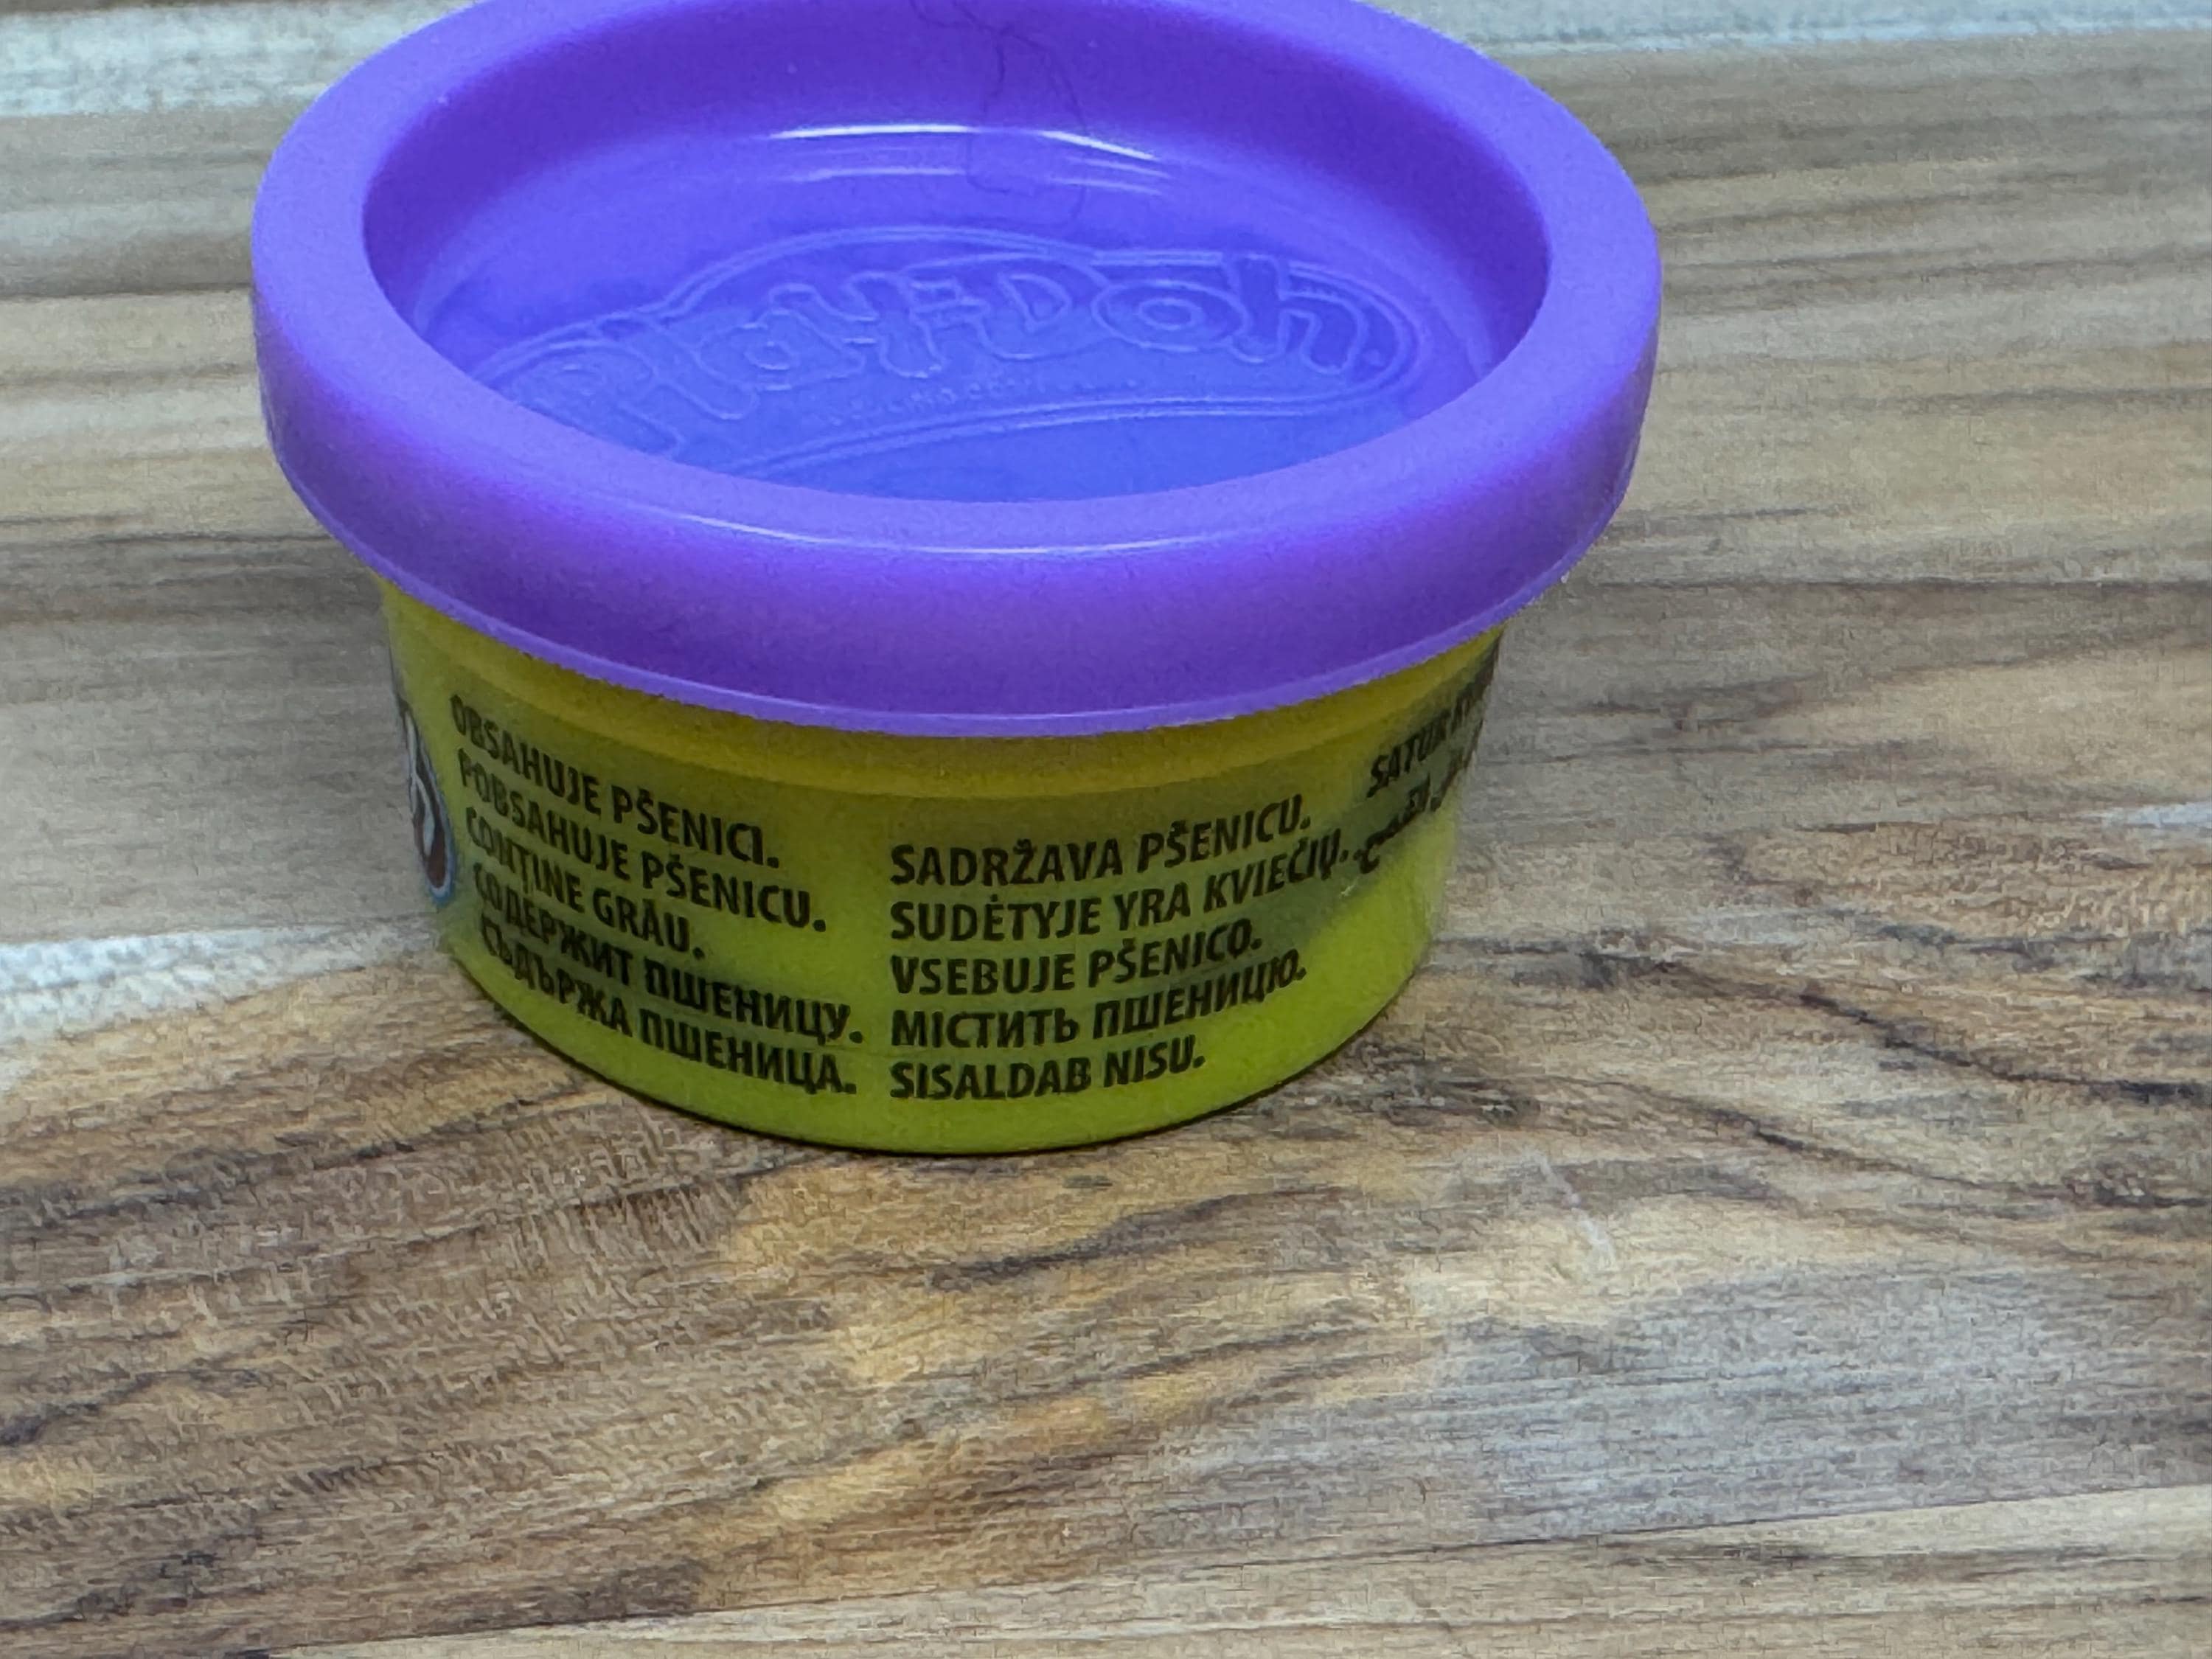 Play-Doh
OBSAHUJE PŠENICI.
POBSAHUJE PŠENICU.
CONȚINE GRÂU.
СОДЕРЖИТ ПШЕНИЦУ.
СЪДЪРЖА ПШЕНИЦА.
SADRŽAVA PŠENICU.
SUDĖTYJE YRA KVIEČIŲ.
VSEBUJE PŠENICO.
МІСТИТЬ ПШЕНИЦЮ.
SISALDAB NISU.
SATUR